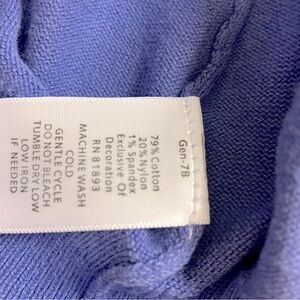 Gen-7B
79% Cotton
20% Nylon
1% Spandex
Exclusive Of
Decoration
RN 81893
MACHINE WASH
COLD
GENTLE CYCLE
DO NOT BLEACH
TUMBLE DRY LOW
LOW IRON
IF NEEDED